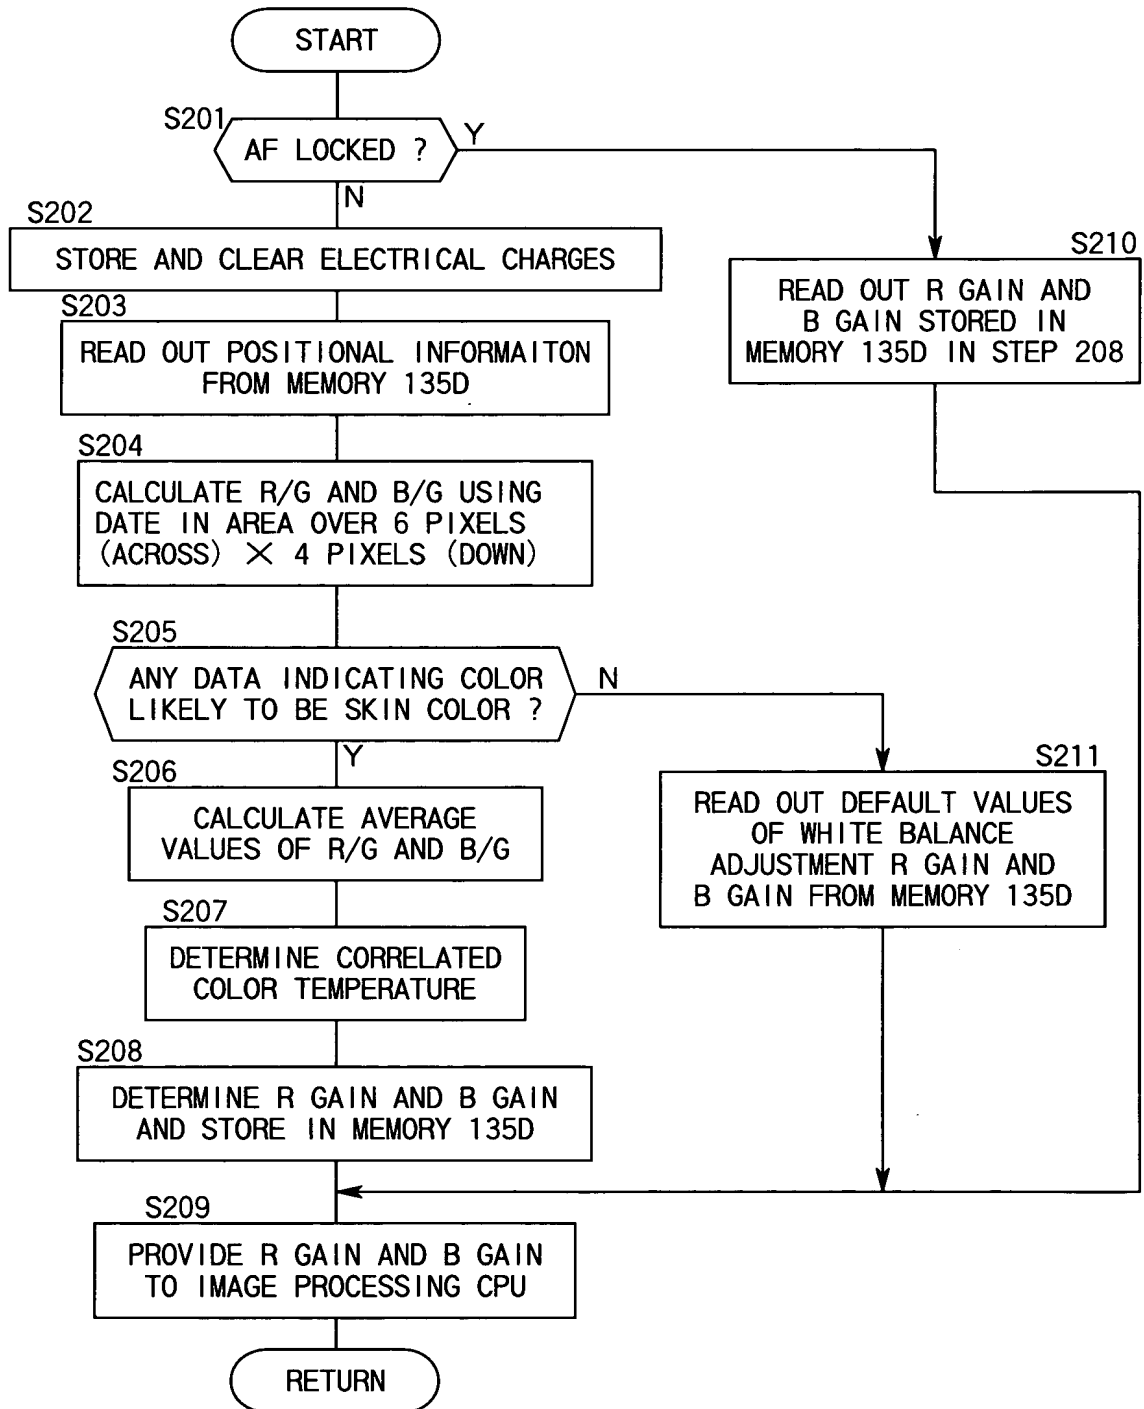 START
S201
AF LOCKED ?
Y
N
S202
STORE AND CLEAR ELECTRICAL CHARGES
S203
READ OUT POSITIONAL INFORMAITON
FROM MEMORY 135D
S210
READ OUT R GAIN AND
B GAIN STORED IN
MEMORY 135D IN STEP 208
S204
CALCULATE R/G AND B/G USING
DATE IN AREA OVER 6 PIXELS
(ACROSS) × 4 PIXELS (DOWN)
S205
ANY DATA INDICATING COLOR
LIKELY TO BE SKIN COLOR ?
N
Y
S206
CALCULATE AVERAGE
VALUES OF R/G AND B/G
S211
READ OUT DEFAULT VALUES
OF WHITE BALANCE
ADJUSTMENT R GAIN AND
B GAIN FROM MEMORY 135D
S207
DETERMINE CORRELATED
COLOR TEMPERATURE
S208
DETERMINE R GAIN AND B GAIN
AND STORE IN MEMORY 135D
S209
PROVIDE R GAIN AND B GAIN
TO IMAGE PROCESSING CPU
RETURN